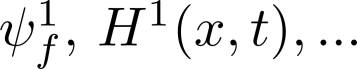 ψ_f^1, H^1(x, t), ...